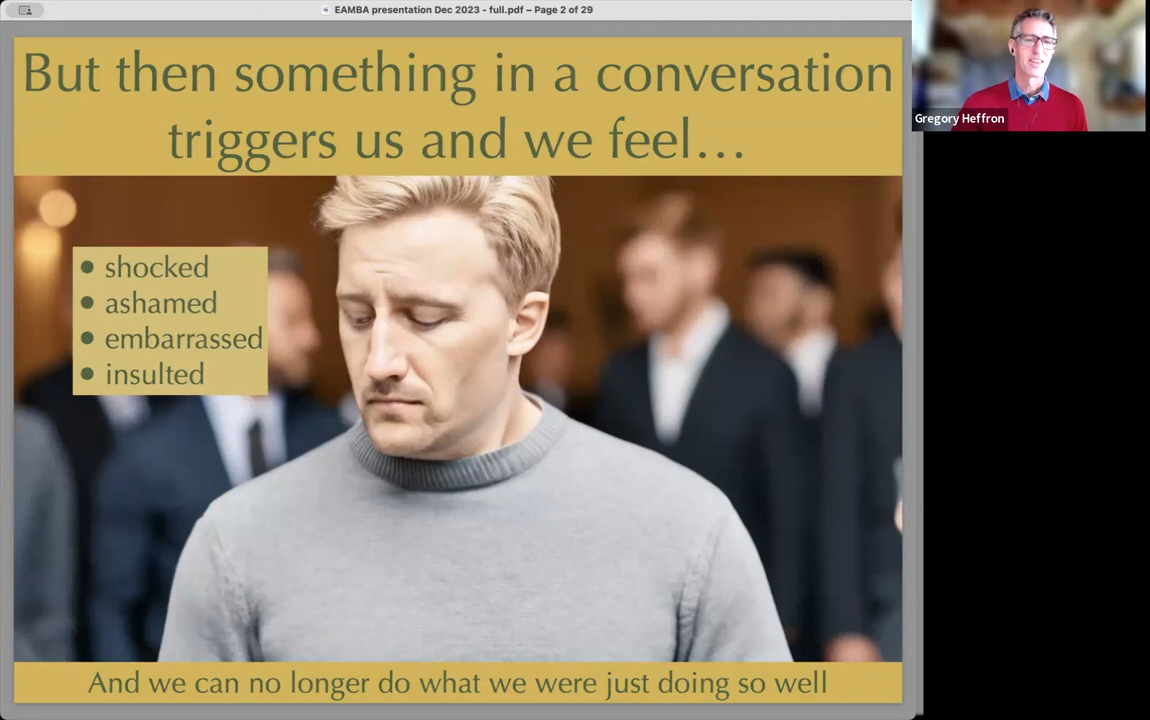 EAMBA presentation Dec 2023 - full.pdf – Page 2 of 29
Gregory Heffron
But then something in a conversation
triggers us and we feel…
• shocked
• ashamed
• embarrassed
• insulted
And we can no longer do what we were just doing so well